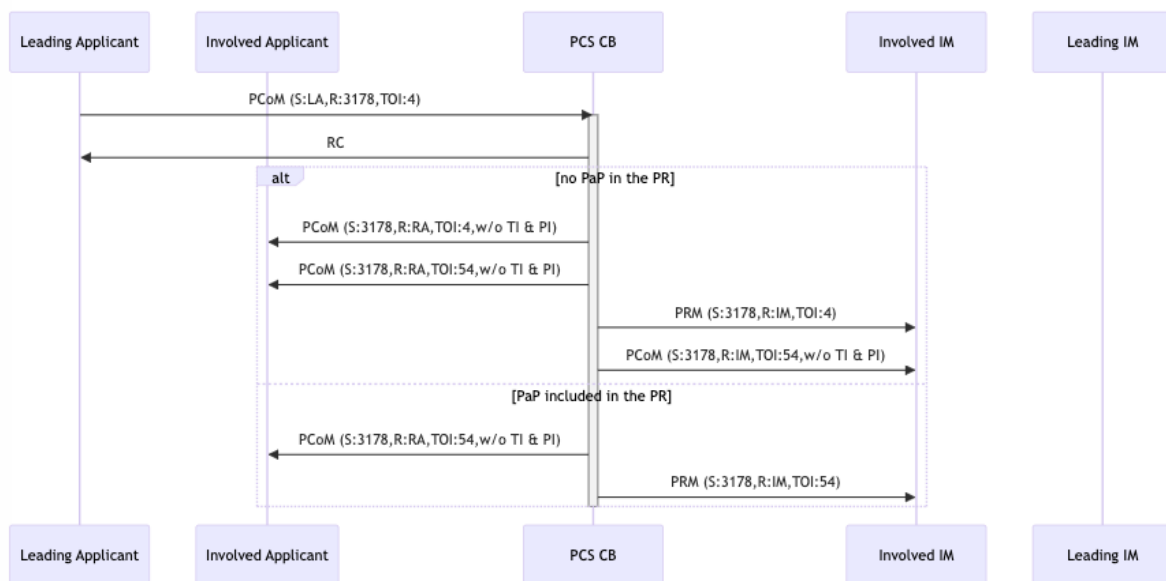 Leading Applicant
Involved Applicant
PCS CB
Involved IM
Leading IM
PCoM (S:LA,R:3178,TOI:4)
RC
alt
[no PaP in the PR]
PCoM (S:3178,R:RA,TOI:4,w/o TI & PI)
PCoM (S:3178,R:RA,TOI:54,w/o TI & PI)
PRM (S:3178,R:IM,TOI:4)
PCoM (S:3178,R:IM,TOI:54,w/o TI & PI)
[PaP included in the PR]
PCoM (S:3178,R:RA,TOI:54,w/o TI & PI)
PRM (S:3178,R:IM,TOI:54)
Leading Applicant
Involved Applicant
PCS CB
Involved IM
Leading IM